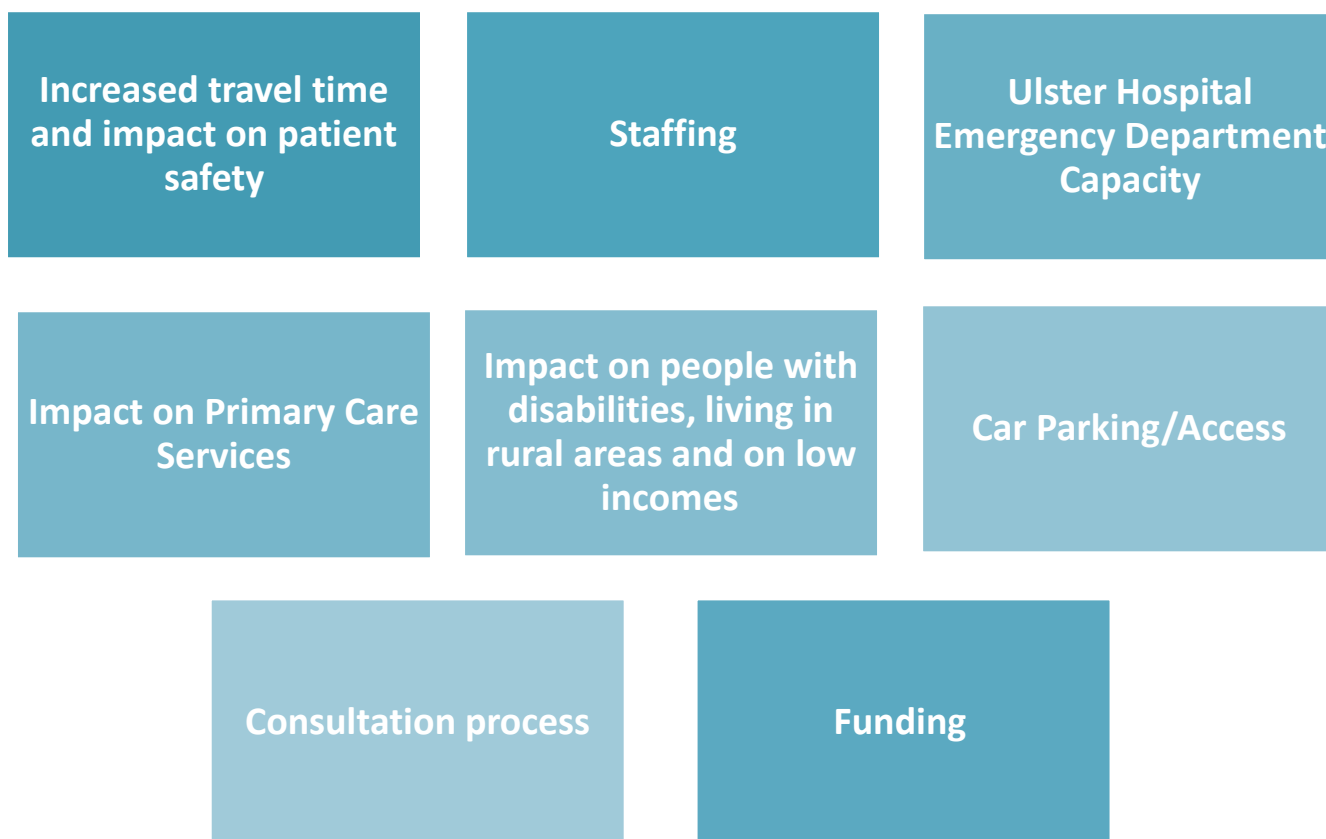 Increased travel time
and impact on patient
safety
Staffing
Ulster Hospital
Emergency Department
Capacity
Impact on Primary Care
Services
Impact on people with
disabilities, living in
rural areas and on low
incomes
Car Parking/Access
Consultation process
Funding